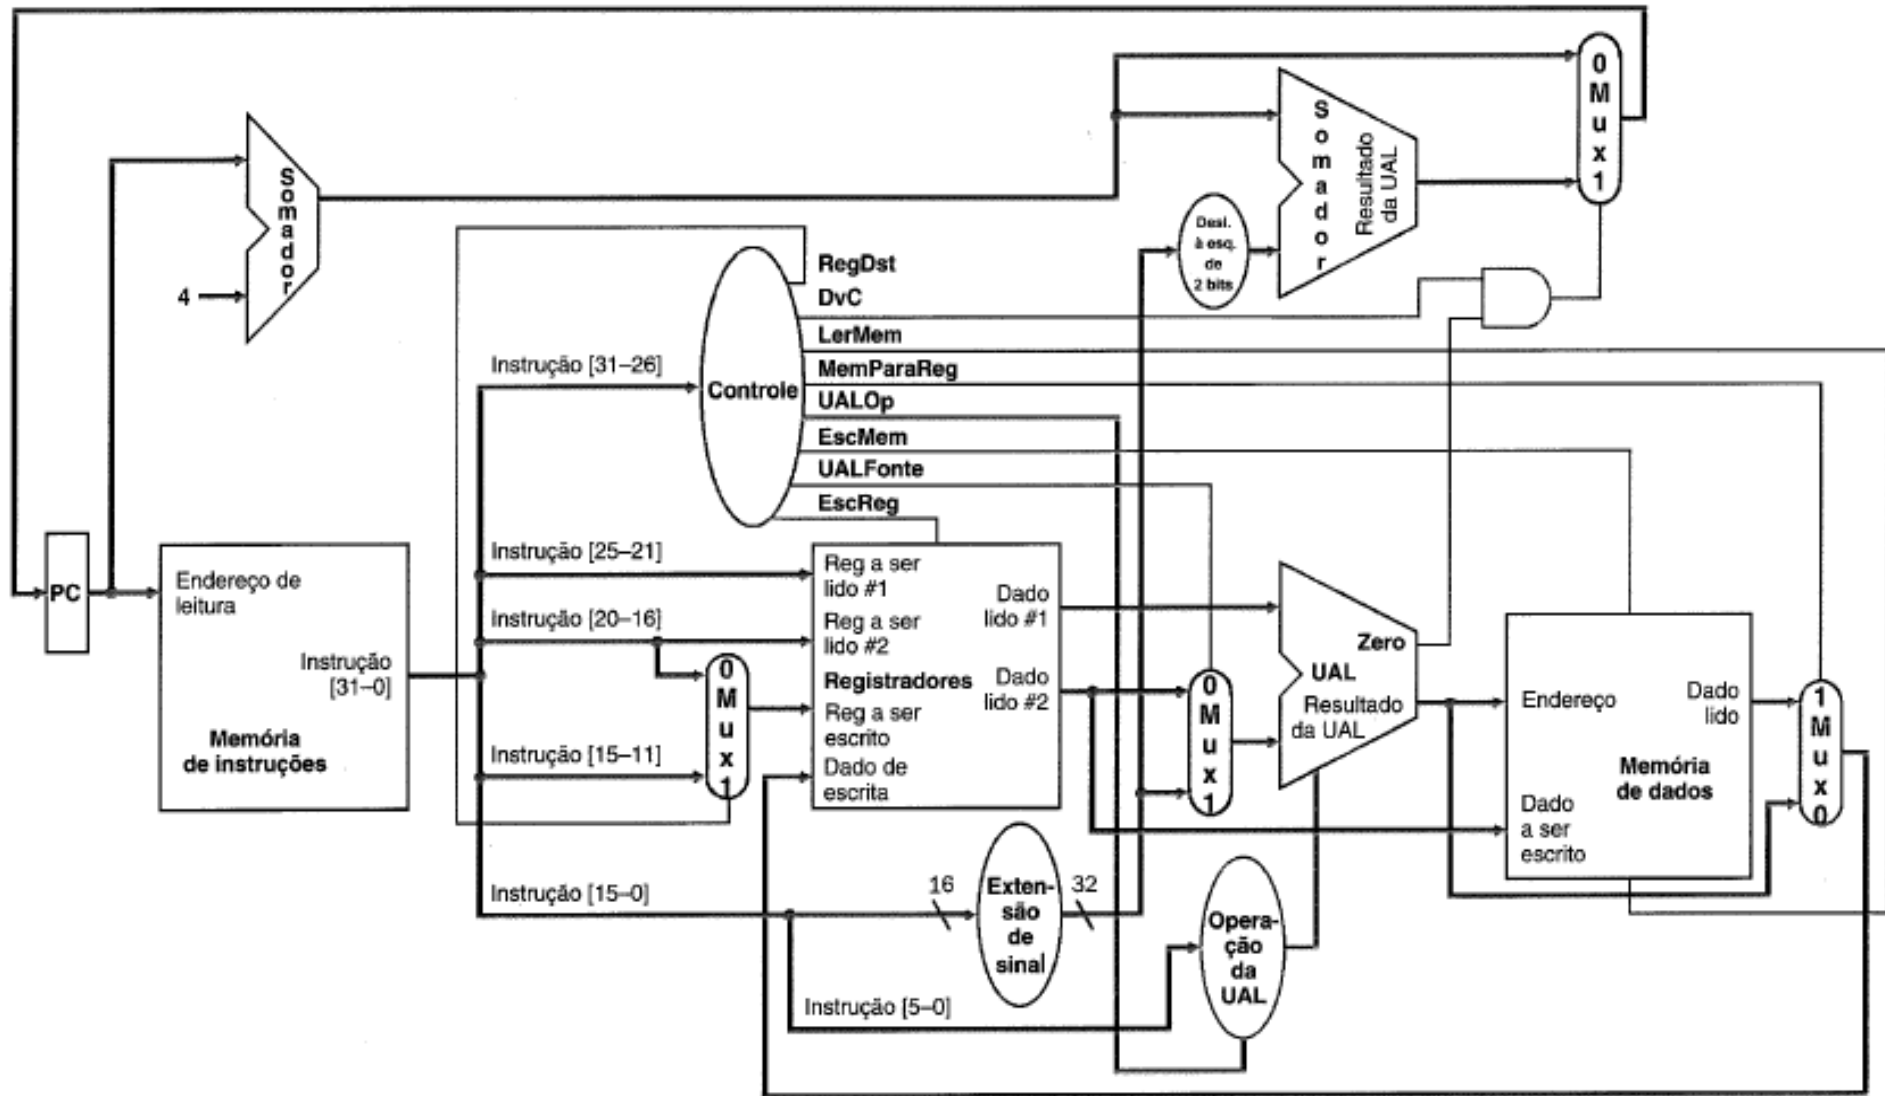 0
M
u
x
1
Somador
Resultado
da UAL
Somador
4
Desl.
à esq.
de
2 bits
RegDst
DvC
LerMem
MemParaReg
UALOp
EscMem
UALFonte
EscReg
Instrução [31–26]
Controle
PC
Endereço de
leitura
Instrução
[31–0]
Memória
de instruções
Instrução [25–21]
Instrução [20–16]
Instrução [15–11]
0
M
u
x
1
Reg a ser
lido #1
Reg a ser
lido #2
Registradores
Reg a ser
escrito
Dado de
escrita
Dado
lido #1
Dado
lido #2
0
M
u
x
1
Zero
UAL
Resultado
da UAL
Endereço
Dado
lido
Memória
de dados
Dado
a ser
escrito
1
M
u
x
0
Instrução [15–0]
16
Exten-
são
de
sinal
32
Opera-
ção
da
UAL
Instrução [5–0]